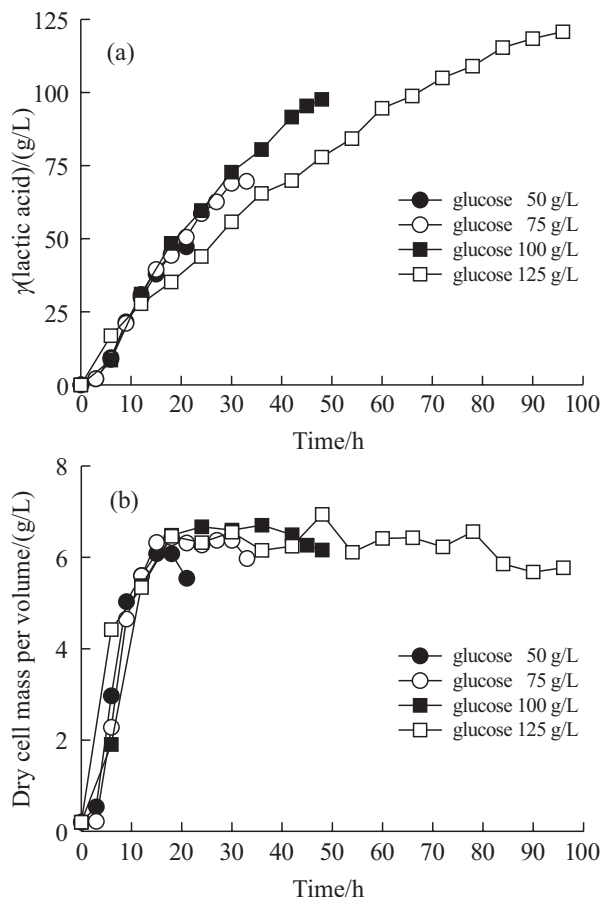 (a)
γ(lactic acid)/(g/L)
125
100
75
50
25
0
glucose 50 g/L
glucose 75 g/L
glucose 100 g/L
glucose 125 g/L
0 10 20 30 40 50 60 70 80 90 100
Time/h
(b)
Dry cell mass per volume/(g/L)
8
6
4
2
0
glucose 50 g/L
glucose 75 g/L
glucose 100 g/L
glucose 125 g/L
0 10 20 30 40 50 60 70 80 90 100
Time/h